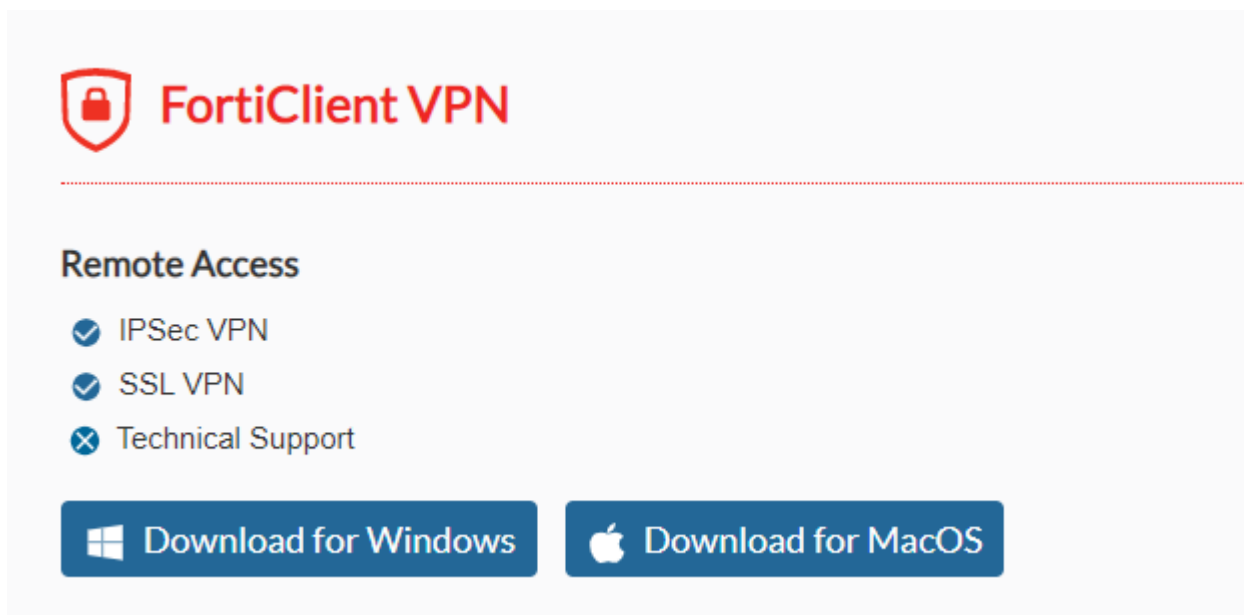 FortiClient VPN
Remote Access
IPSec VPN
SSL VPN
Technical Support
Download for Windows
Download for MacOS